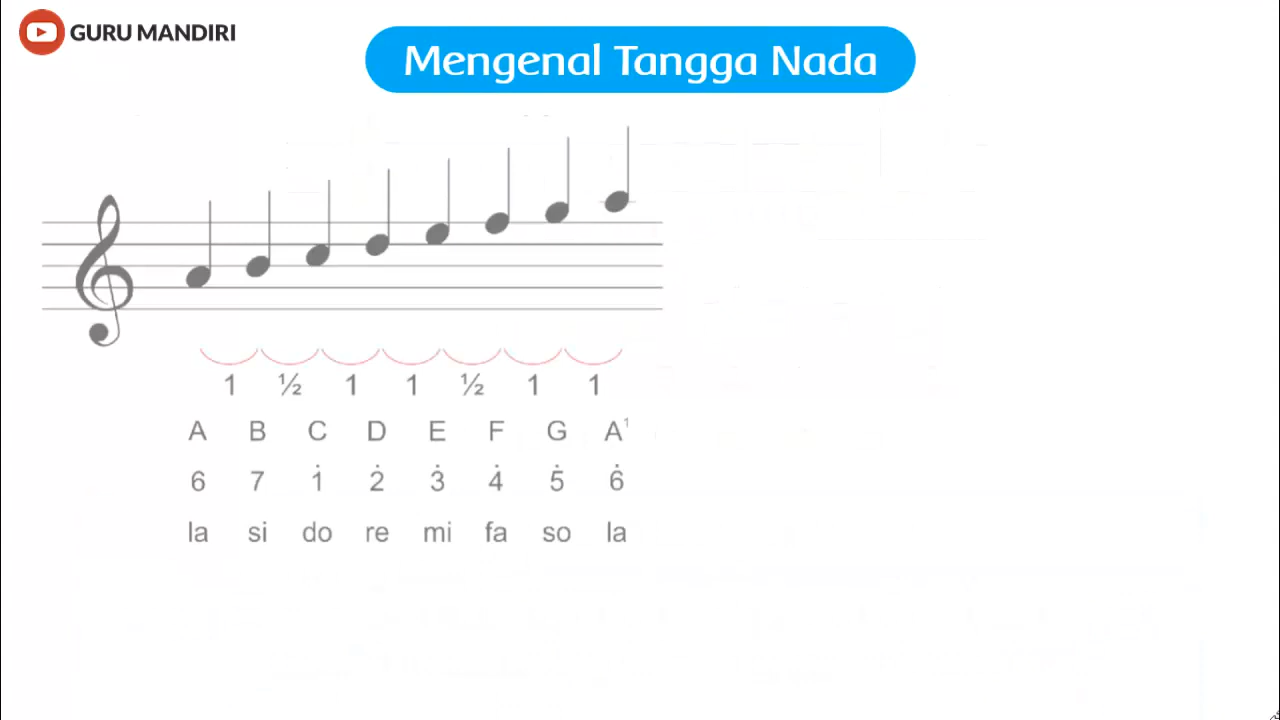 GURU MANDIRI
Mengenal Tangga Nada
1 ½ 1 1 ½ 1 1
A B C D E F G A¹
6 7 1̇ 2̇ 3̇ 4̇ 5̇ 6̇
la si do re mi fa so la